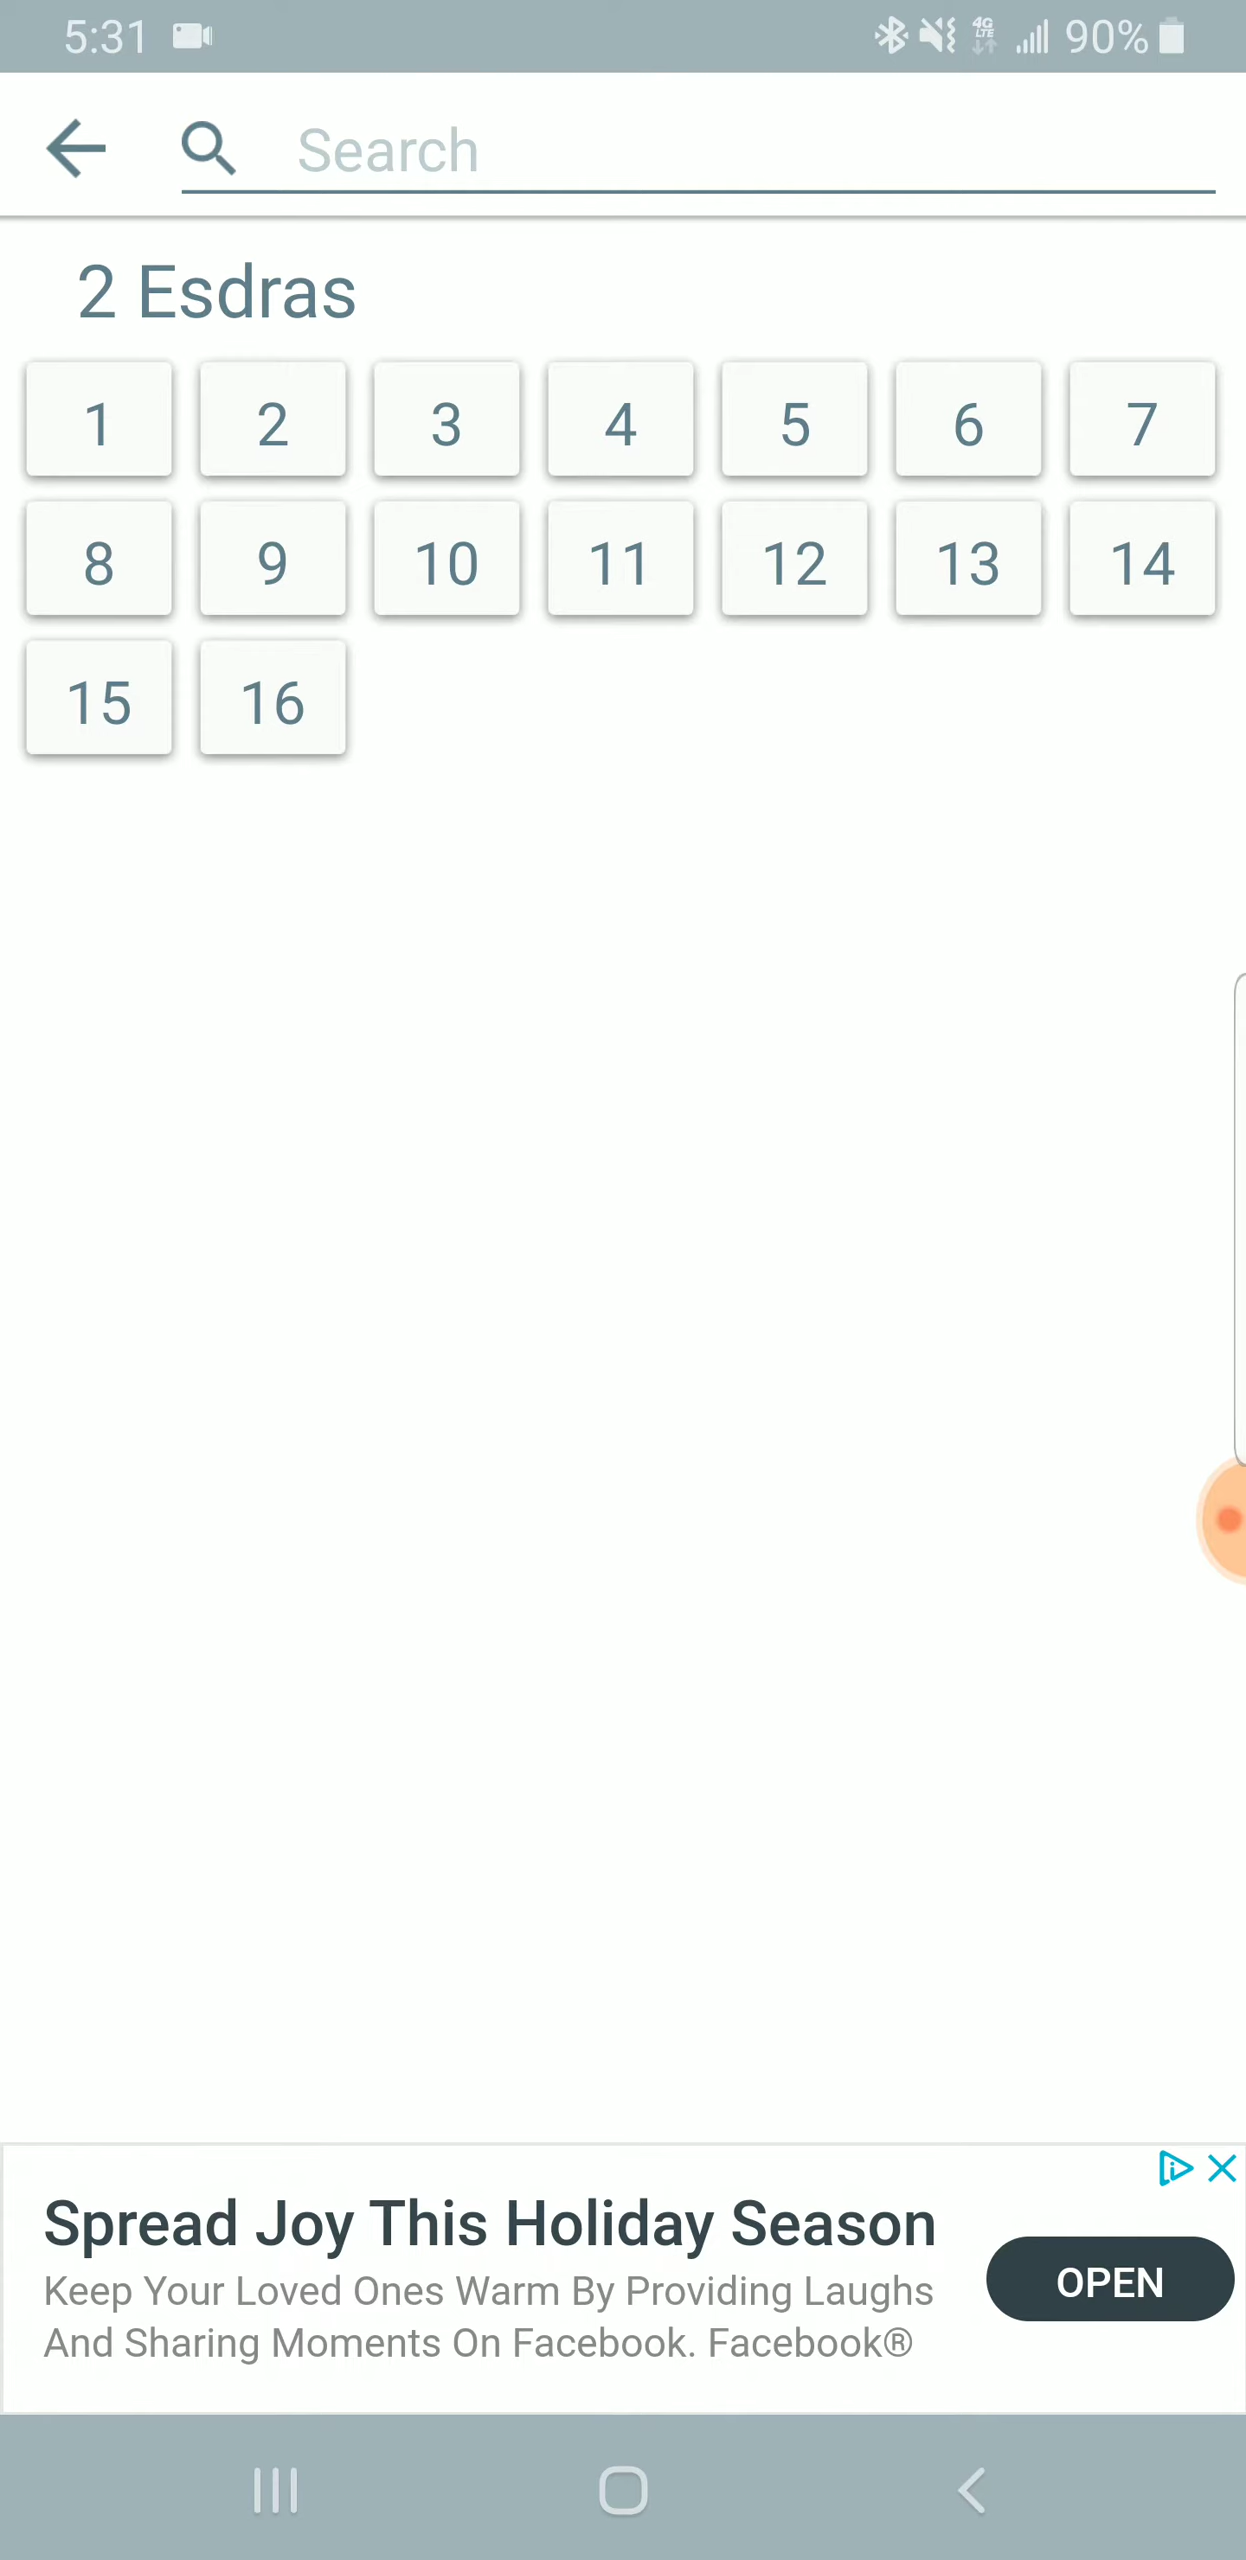 5:31 4G LTE 90%
Search
2 Esdras
1 2 3 4 5 6 7
8 9 10 11 12 13 14
15 16
Spread Joy This Holiday Season
Keep Your Loved Ones Warm By Providing Laughs
And Sharing Moments On Facebook. Facebook®
OPEN